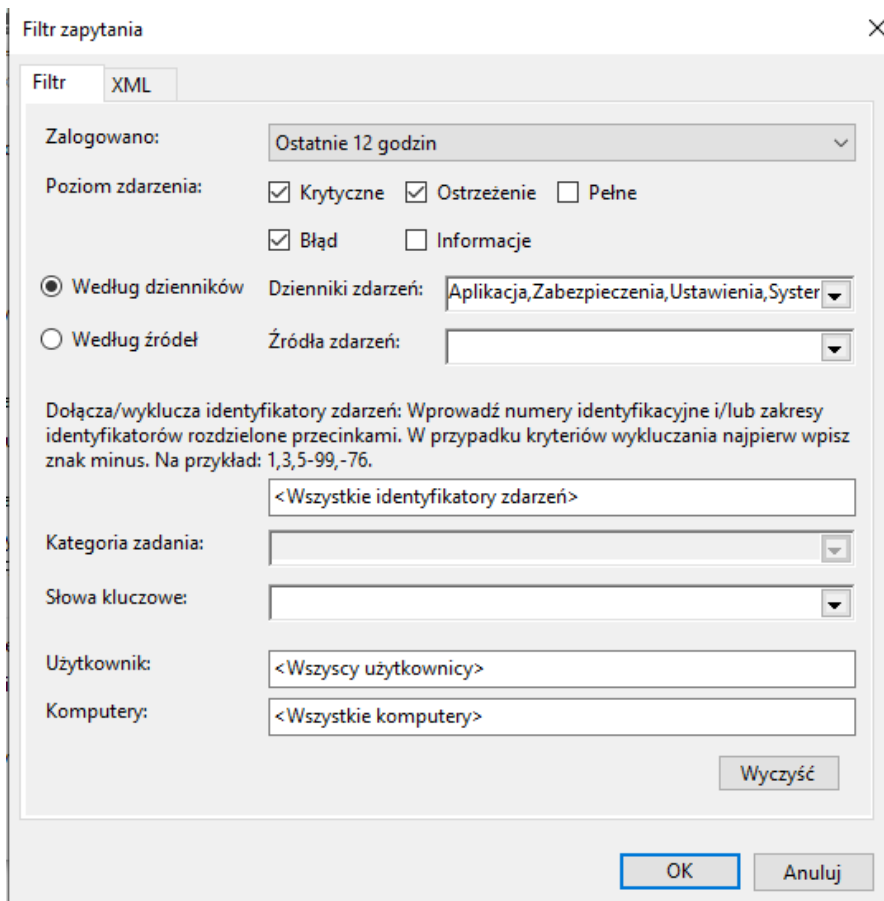 Filtr zapytania
Filtr XML
Zalogowano: Ostatnie 12 godzin
Poziom zdarzenia: Krytyczne Ostrzeżenie Pełne
Błąd Informacje
Według dzienników Dzienniki zdarzeń: Aplikacja,Zabezpieczenia,Ustawienia,System
Według źródeł Źródła zdarzeń:
Dołącza/wyklucza identyfikatory zdarzeń: Wprowadź numery identyfikacyjne i/lub zakresy
identyfikatorów rozdzielone przecinkami. W przypadku kryteriów wykluczania najpierw wpisz
znak minus. Na przykład: 1,3,5-99,-76.
<Wszystkie identyfikatory zdarzeń>
Kategoria zadania:
Słowa kluczowe:
Użytkownik: <Wszyscy użytkownicy>
Komputery: <Wszystkie komputery>
Wyczyść
OK Anuluj